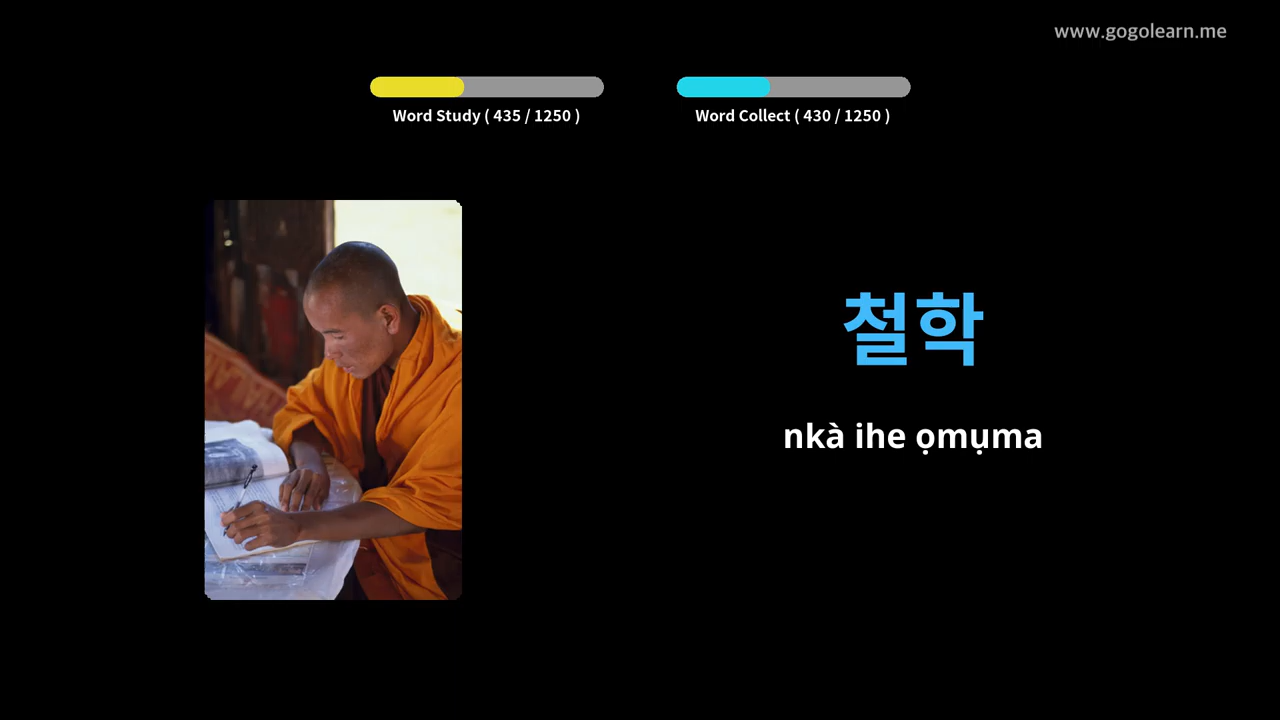 www.gogolearn.me
Word Study ( 435 / 1250 )
Word Collect ( 430 / 1250 )
철학
nkà ihe ọmụma